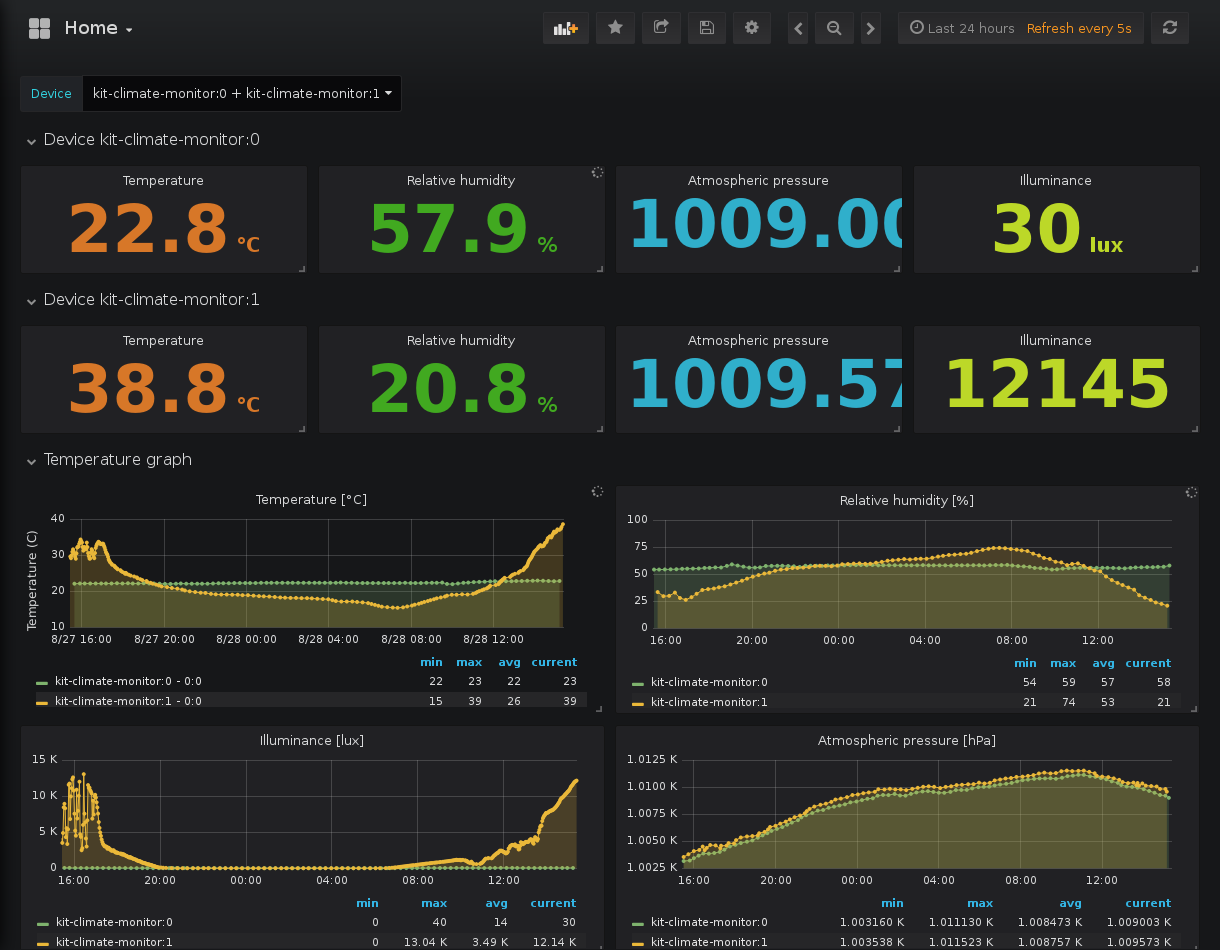 Home
Last 24 hours Refresh every 5s
Device kit-climate-monitor:0 + kit-climate-monitor:1
Device kit-climate-monitor:0
Temperature Relative humidity Atmospheric pressure Illuminance
22.8 °C 57.9 % 1009.00 30 lux
Device kit-climate-monitor:1
Temperature Relative humidity Atmospheric pressure Illuminance
38.8 °C 20.8 % 1009.57 12145
Temperature graph
Temperature [°C]
Temperature (C)
40
30
20
10
8/27 16:00 8/27 20:00 8/28 00:00 8/28 04:00 8/28 08:00 8/28 12:00
min max avg current
kit-climate-monitor:0 - 0:0 22 23 22 23
kit-climate-monitor:1 - 0:0 15 39 26 39
Relative humidity [%]
100
75
50
25
0
16:00 20:00 00:00 04:00 08:00 12:00
min max avg current
kit-climate-monitor:0 54 59 57 58
kit-climate-monitor:1 21 74 53 21
Illuminance [lux]
15 K
10 K
5 K
0
16:00 20:00 00:00 04:00 08:00 12:00
min max avg current
kit-climate-monitor:0 0 40 14 30
kit-climate-monitor:1 0 13.04 K 3.49 K 12.14 K
Atmospheric pressure [hPa]
1.0125 K
1.0100 K
1.0075 K
1.0050 K
1.0025 K
16:00 20:00 00:00 04:00 08:00 12:00
min max avg current
kit-climate-monitor:0 1.003160 K 1.011130 K 1.008473 K 1.009003 K
kit-climate-monitor:1 1.003538 K 1.011523 K 1.008757 K 1.009573 K